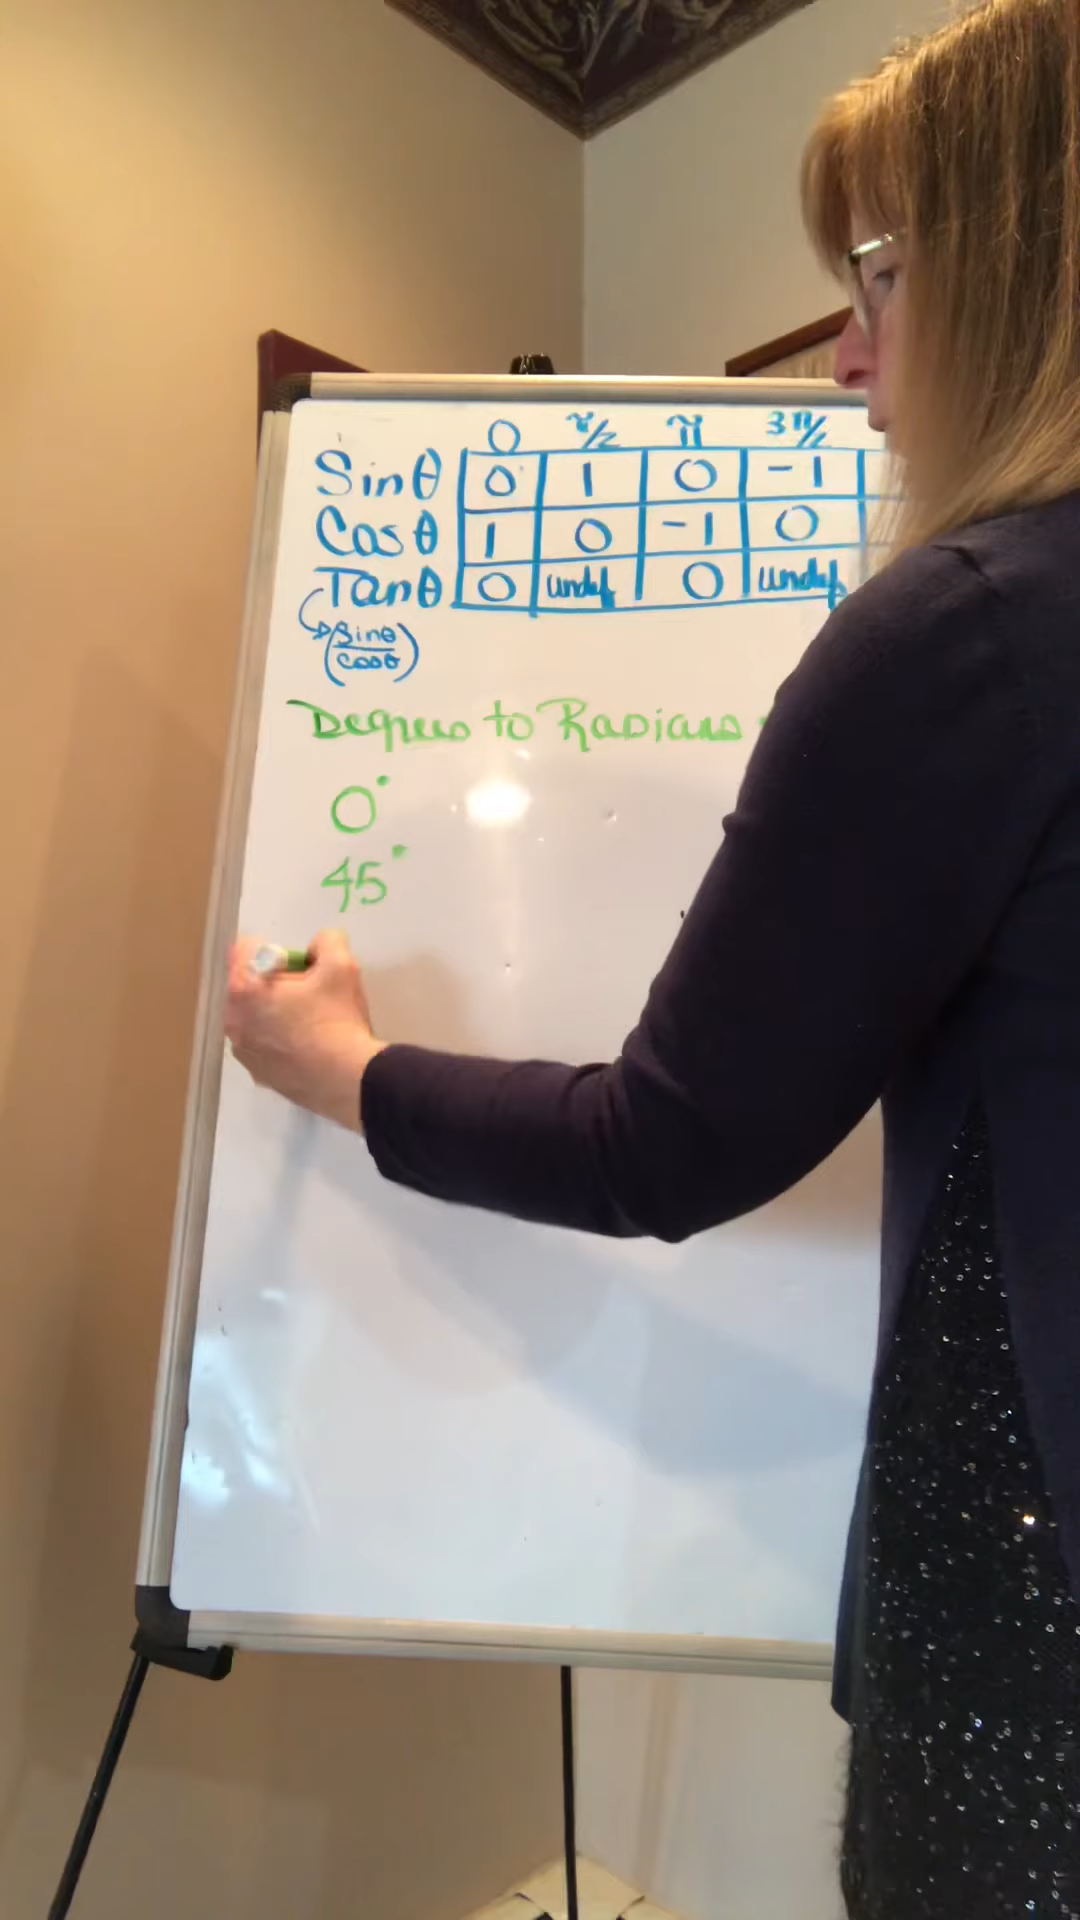 0 π/2 π 3π/2
Sinθ 0 1 0 -1
Cosθ 1 0 -1 0
Tanθ 0 undef 0 undef
(sinθ/cosθ)
Degrees to Radians
0°
45°